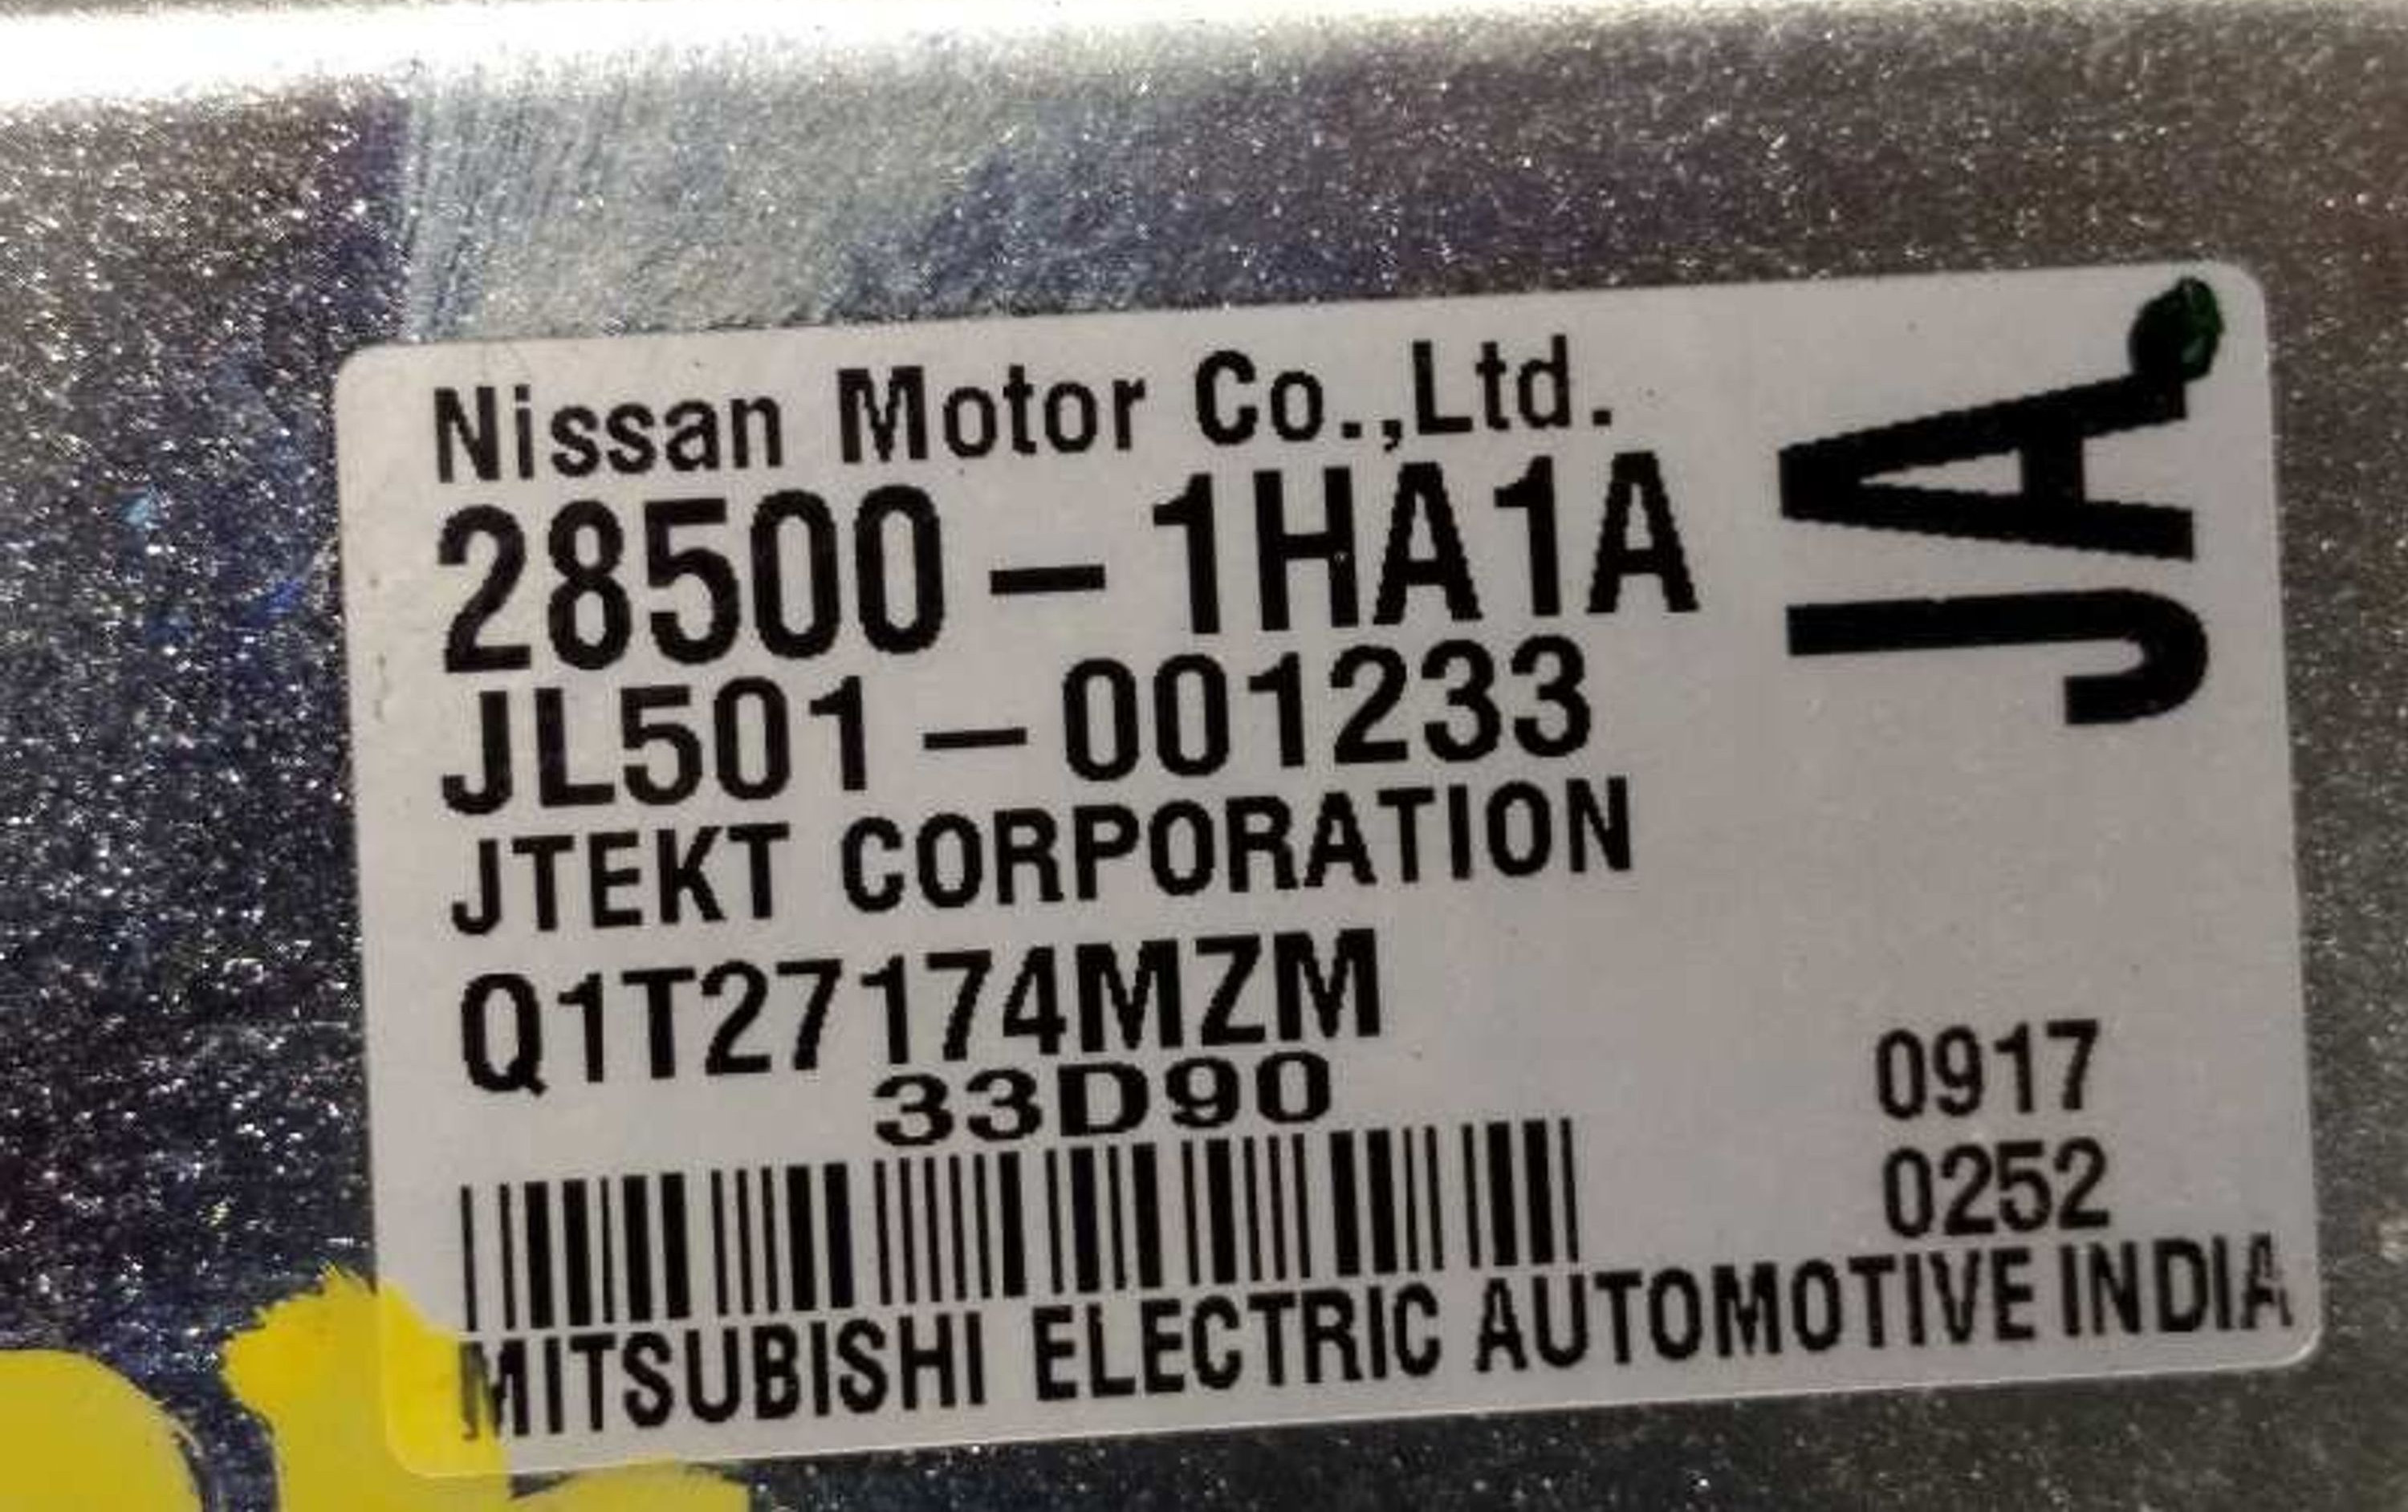 Nissan Motor Co.,Ltd.
28500-1HA1A
JL501-001233
JTEKT CORPORATION
Q1T27174MZM
33D90
JA
0917
0252
MITSUBISHI ELECTRIC AUTOMOTIVE INDIA